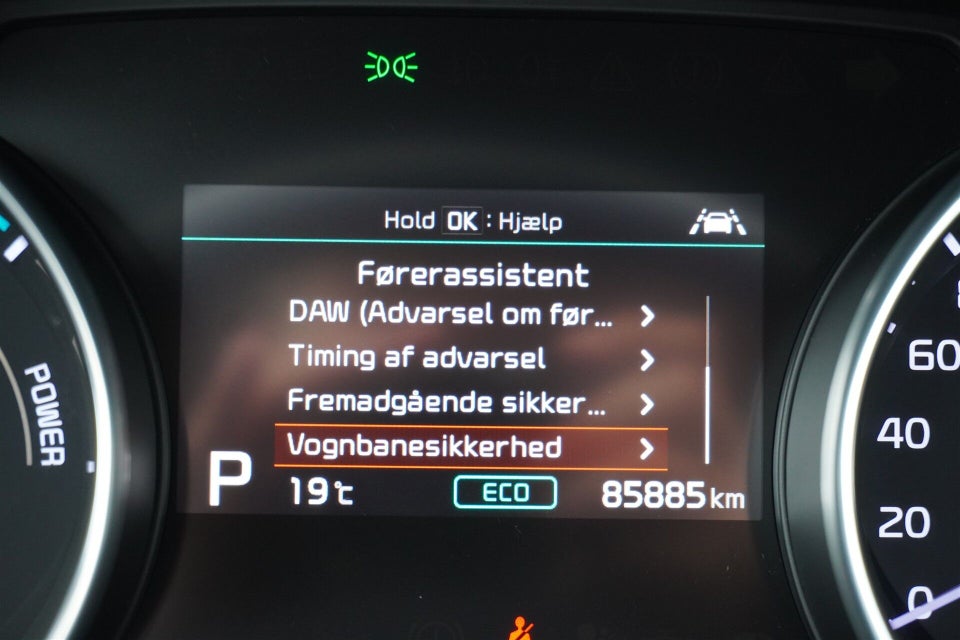 Hold OK : Hjælp
Førerassistent
DAW (Advarsel om før... >
Timing af advarsel >
Fremadgående sikker... >
Vognbanesikkerhed >
P 19°c ECO 85885 km
POWER
60
40
20
0